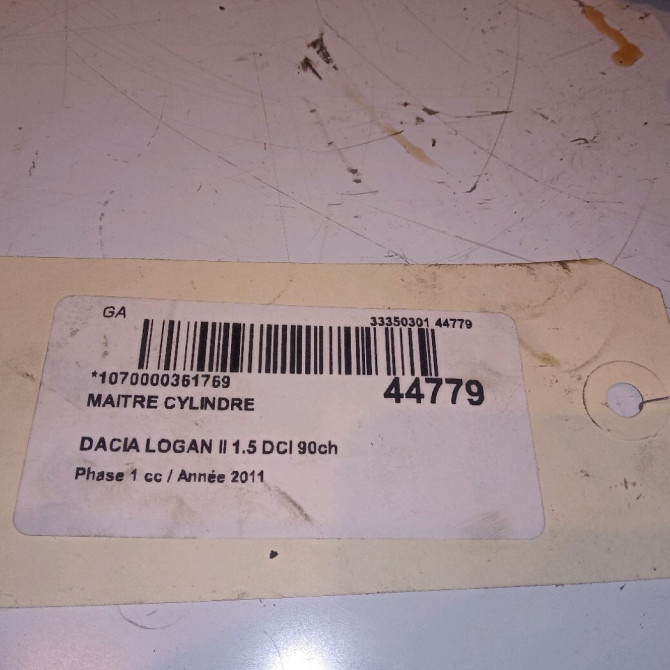 GA
33350301 44779
*1070000361769
44779
MAITRE CYLINDRE
DACIA LOGAN II 1.5 DCI 90ch
Phase 1 cc / Année 2011